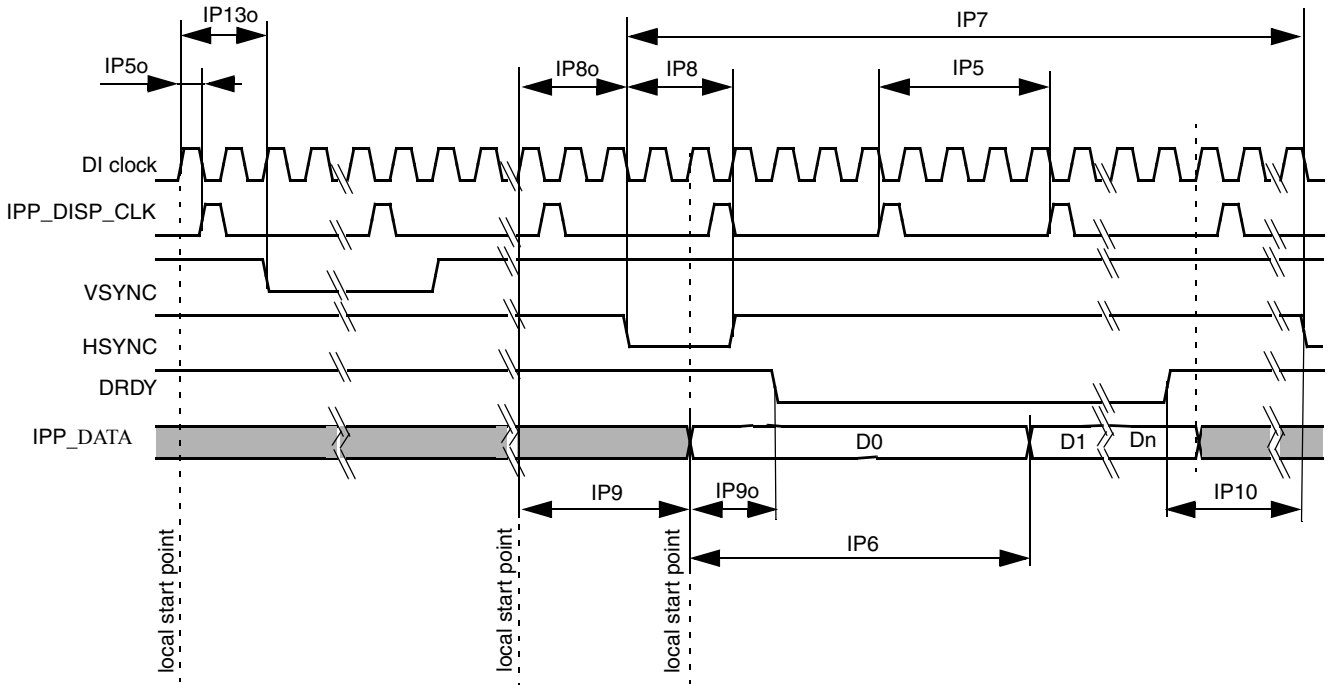 IP13o
IP7
IP5o
IP8o
IP8
IP5
DI clock
IPP_DISP_CLK
VSYNC
HSYNC
DRDY
IPP_DATA
D0
D1
Dn
IP9
IP9o
IP10
IP6
local start point
local start point
local start point